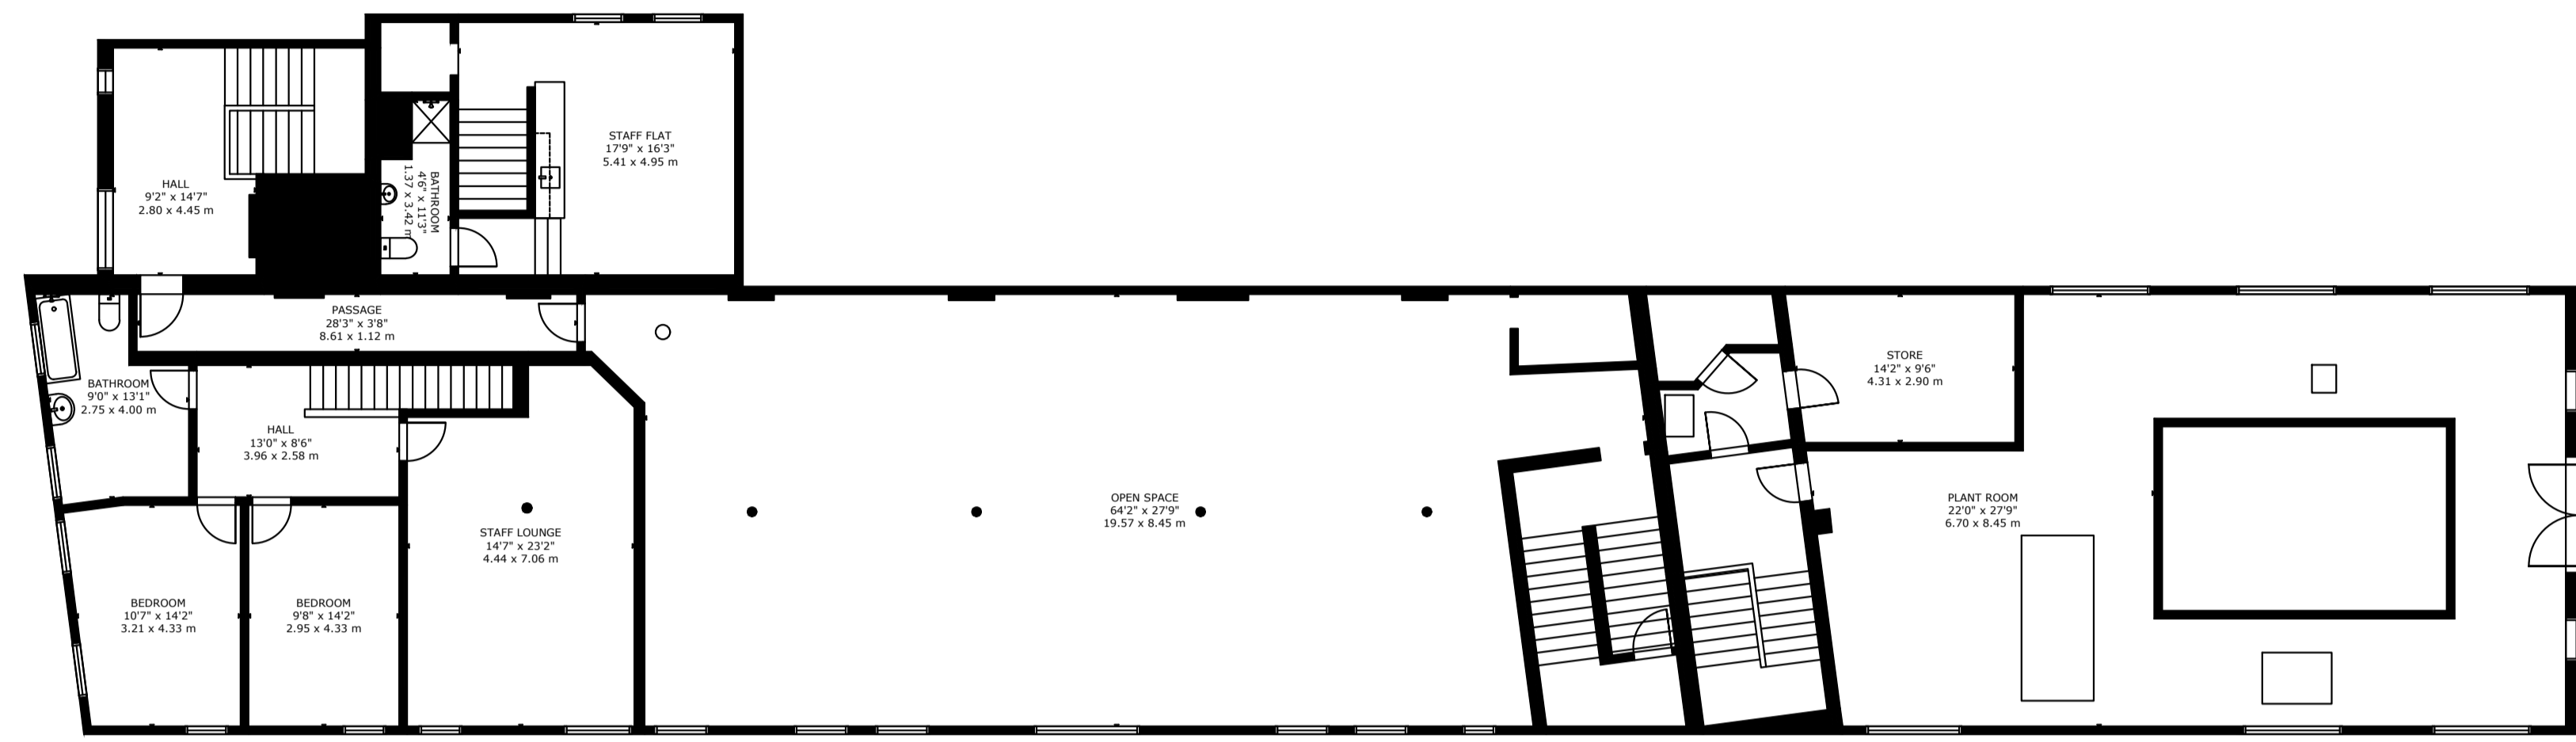 STAFF FLAT
17'9" x 16'3"
5.41 x 4.95 m
HALL
9'2" x 14'7"
2.80 x 4.45 m
BATHROOM
4'6" x 11'3"
1.37 x 3.42 m
PASSAGE
28'3" x 3'8"
8.61 x 1.12 m
BATHROOM
9'0" x 13'1"
2.75 x 4.00 m
HALL
13'0" x 8'6"
3.96 x 2.58 m
STORE
14'2" x 9'6"
4.31 x 2.90 m
STAFF LOUNGE
14'7" x 23'2"
4.44 x 7.06 m
OPEN SPACE
64'2" x 27'9"
19.57 x 8.45 m
PLANT ROOM
22'0" x 27'9"
6.70 x 8.45 m
BEDROOM
10'7" x 14'2"
3.21 x 4.33 m
BEDROOM
9'8" x 14'2"
2.95 x 4.33 m